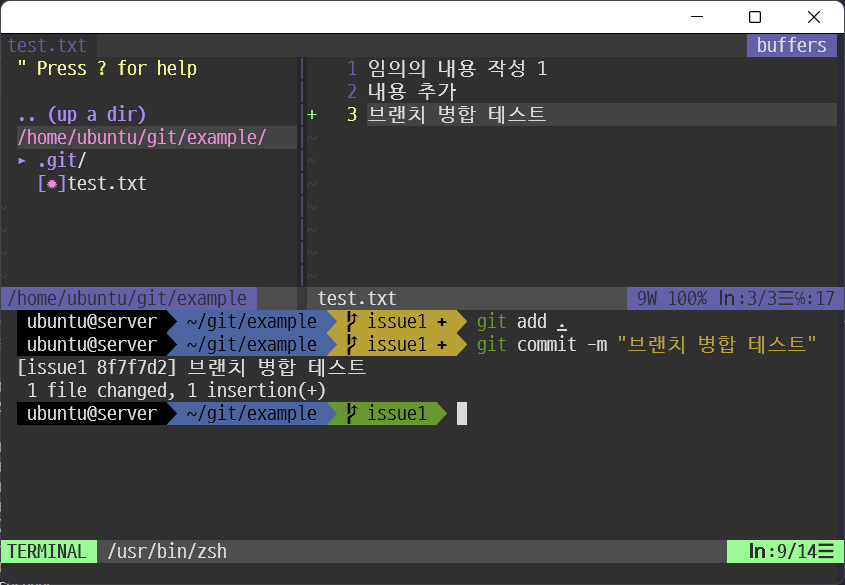 test.txt
buffers
" Press ? for help
.. (up a dir)
/home/ubuntu/git/example/
▸ .git/
[✹]test.txt
1 임의의 내용 작성 1
2 내용 추가
+ 3 브랜치 병합 테스트
~
~
~
~
~
~
~
~
~
~
~
/home/ubuntu/git/example
test.txt
9W 100% ln:3/3☰℅:17
ubuntu@server ~/git/example issue1 + git add .
ubuntu@server ~/git/example issue1 + git commit -m "브랜치 병합 테스트"
[issue1 8f7f7d2] 브랜치 병합 테스트
1 file changed, 1 insertion(+)
ubuntu@server ~/git/example issue1
TERMINAL /usr/bin/zsh
ln:9/14☰